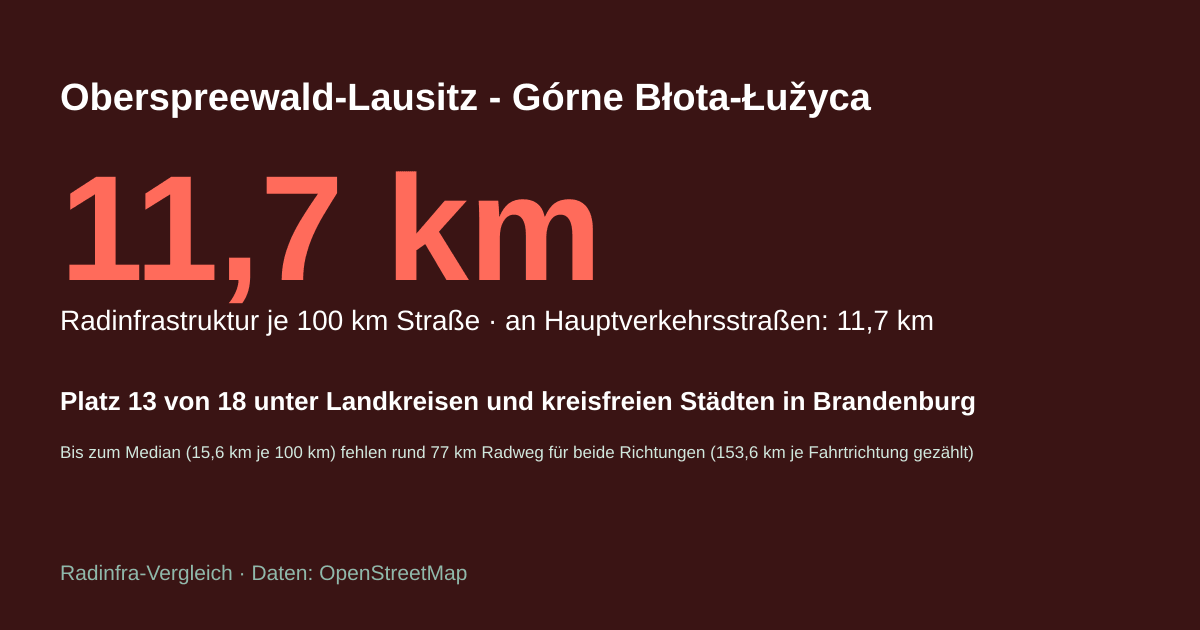 Oberspreewald-Lausitz - Górne Błota-Łužyca
11,7 km
Radinfrastruktur je 100 km Straße · an Hauptverkehrsstraßen: 11,7 km
Platz 13 von 18 unter Landkreisen und kreisfreien Städten in Brandenburg
Bis zum Median (15,6 km je 100 km) fehlen rund 77 km Radweg für beide Richtungen (153,6 km je Fahrtrichtung gezählt)
Radinfra-Vergleich · Daten: OpenStreetMap